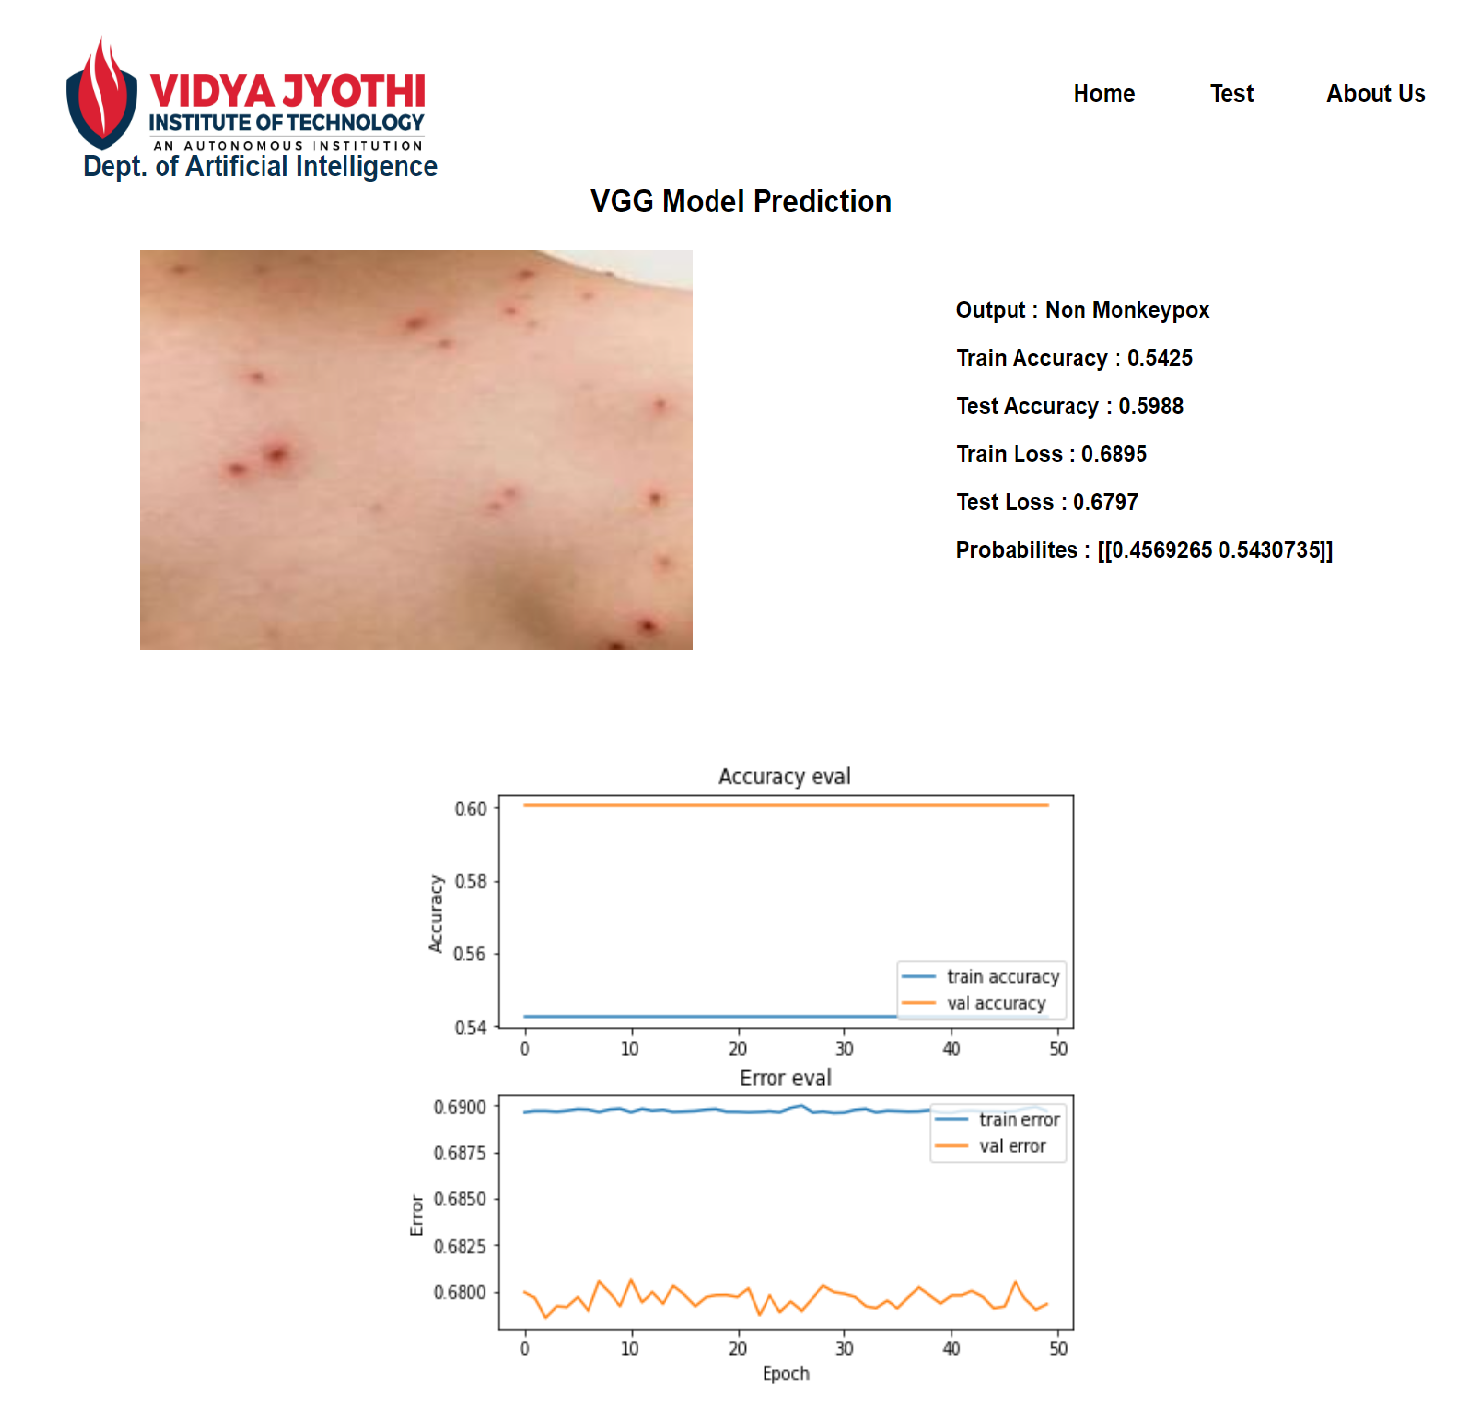 VIDYA JYOTHI
INSTITUTE OF TECHNOLOGY
AN AUTONOMOUS INSTITUTION
Dept. of Artificial Intelligence
Home Test About Us
VGG Model Prediction
Output : Non Monkeypox
Train Accuracy : 0.5425
Test Accuracy : 0.5988
Train Loss : 0.6895
Test Loss : 0.6797
Probabilites : [[0.4569265 0.5430735]]
Accuracy eval
0.60
0.58
0.56
0.54
Accuracy
train accuracy
val accuracy
0 10 20 30 40 50
Error eval
0.6900
0.6875
0.6850
0.6825
0.6800
Error
train error
val error
0 10 20 30 40 50
Epoch